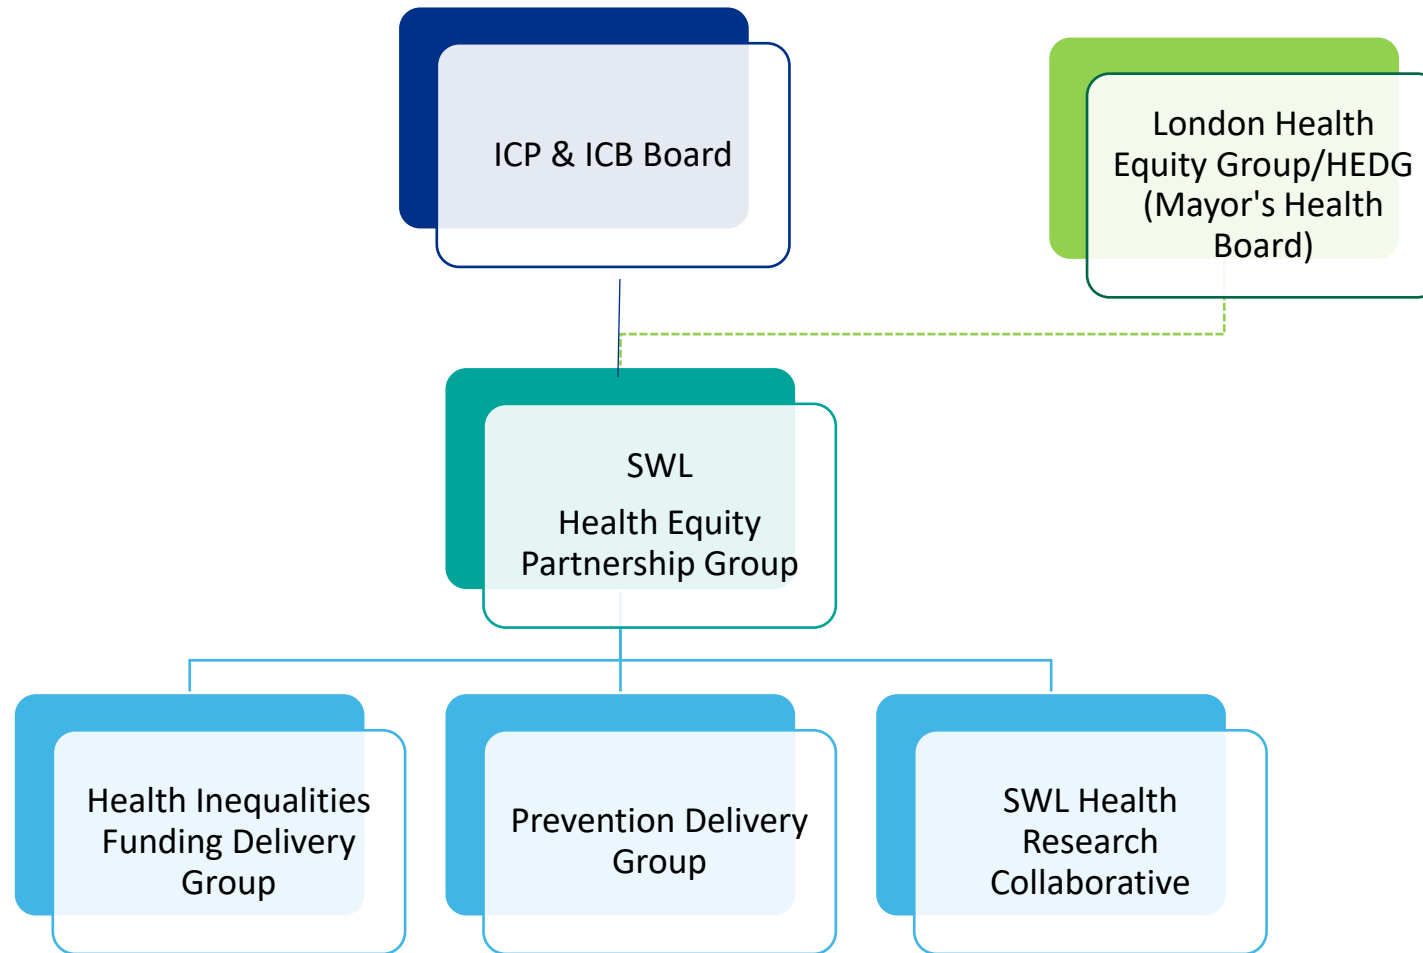 ICP & ICB Board
London Health
Equity Group/HEDG
(Mayor's Health
Board)
SWL
Health Equity
Partnership Group
Health Inequalities
Funding Delivery
Group
Prevention Delivery
Group
SWL Health
Research
Collaborative